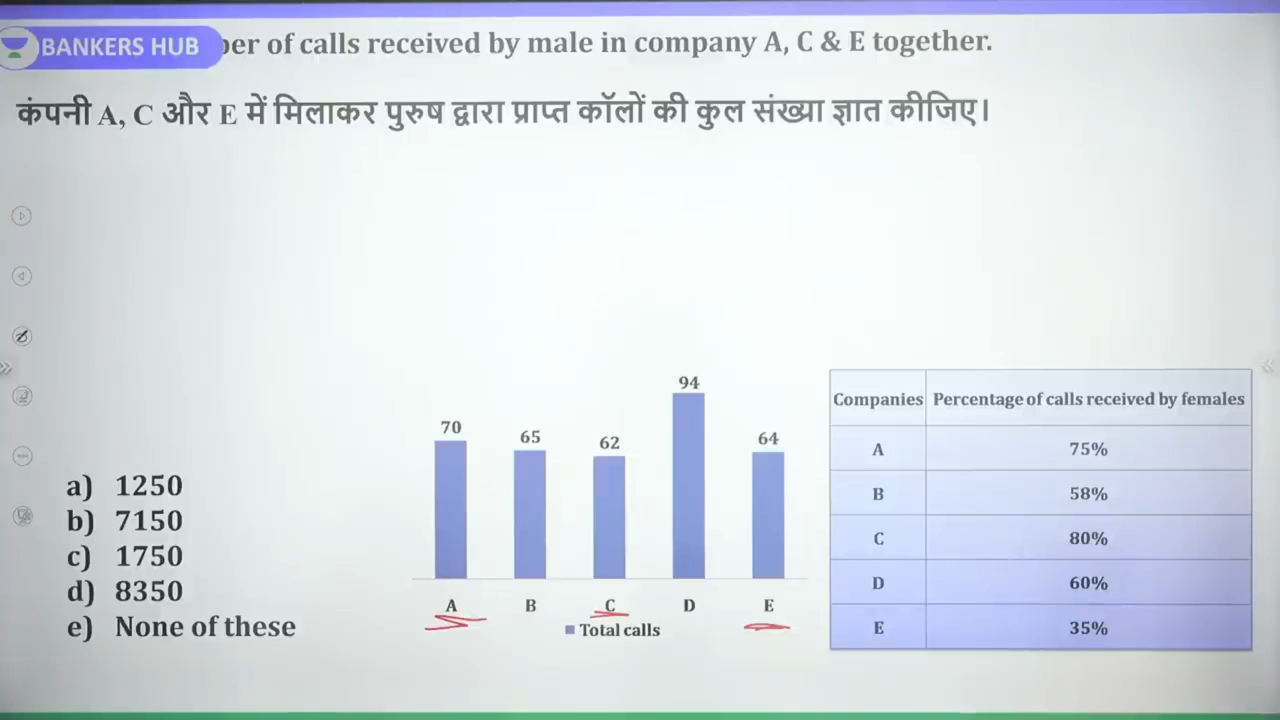 BANKERS HUB
of calls received by male in company A, C & E together.
कंपनी A, C और E में मिलाकर पुरुष द्वारा प्राप्त कॉलों की कुल संख्या ज्ञात कीजिए।
a) 1250
b) 7150
c) 1750
d) 8350
e) None of these
70
65
62
94
64
A
B
C
D
E
Total calls
Companies Percentage of calls received by females
A 75%
B 58%
C 80%
D 60%
E 35%